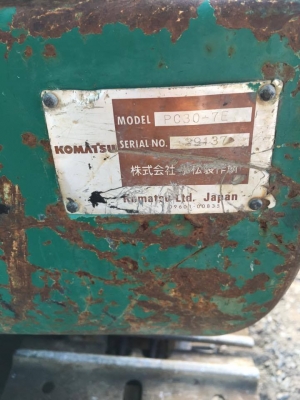 MODEL PC30-7E
KOMATSU SERIAL NO. 29137
株式会社 小松製作所
Komatsu Ltd. Japan